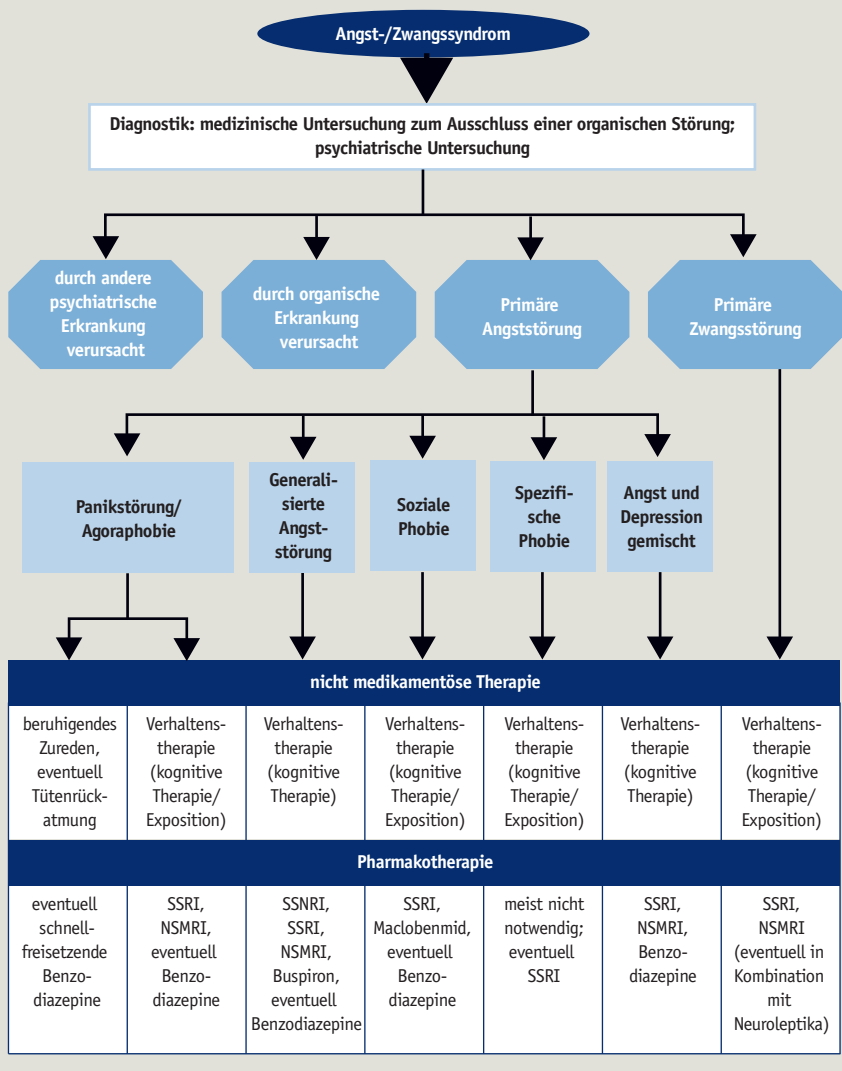 Angst-/Zwangssyndrom
Diagnostik: medizinische Untersuchung zum Ausschluss einer organischen Störung;
psychiatrische Untersuchung
durch andere
psychiatrische
Erkrankung
verursacht
durch organische
Erkrankung
verursacht
Primäre
Angststörung
Primäre
Zwangsstörung
Panikstörung/
Agoraphobie
Generali-
sierte
Angst-
störung
Soziale
Phobie
Spezifi-
sche
Phobie
Angst und
Depression
gemischt
nicht medikamentöse Therapie
beruhigendes
Zureden,
eventuell
Tütenrück-
atmung
Verhaltens-
therapie
(kognitive
Therapie/
Exposition)
Verhaltens-
therapie
(kognitive
Therapie)
Verhaltens-
therapie
(kognitive
Therapie/
Exposition)
Verhaltens-
therapie
(kognitive
Therapie/
Exposition)
Verhaltens-
therapie
(kognitive
Therapie)
Verhaltens-
therapie
(kognitive
Therapie/
Exposition)
Pharmakotherapie
eventuell
schnell-
freisetzende
Benzo-
diazepine
SSRI,
NSMRI,
eventuell
Benzo-
diazepine
SSNRI,
SSRI,
NSMRI,
Buspiron,
eventuell
Benzodiazepine
SSRI,
Maclobenmid,
eventuell
Benzo-
diazepine
meist nicht
notwendig;
eventuell
SSRI
SSRI,
NSMRI,
Benzo-
diazepine
SSRI,
NSMRI
(eventuell in
Kombination
mit
Neuroleptika)